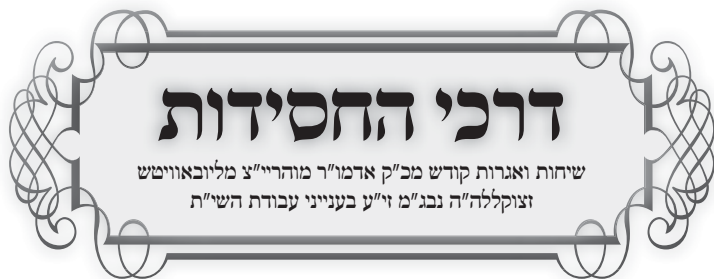 דרכי החסידות
שיחות ואגרות קודש מכ"ק אדמו"ר מוהריי"צ מליובאוויטש
זצוקללה"ה נבג"מ זי"ע בענייני עבודת השי"ת